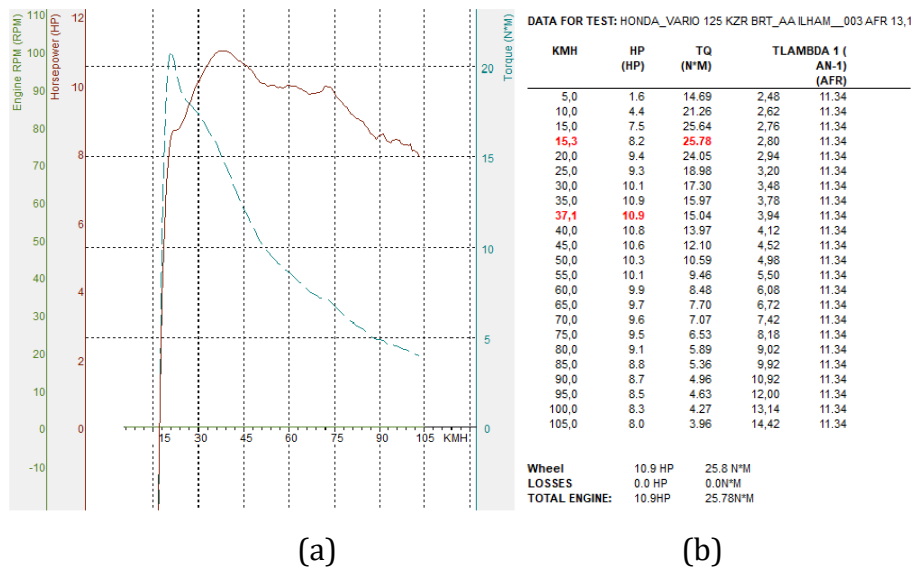 Engine RPM (RPM)
Horsepower (HP)
Torque (N*M)
110
100
90
80
70
60
50
40
30
20
10
0
-10
12
10
8
6
4
2
0
20
15
10
5
0
15 30 45 60 75 90 105 KMH
(a)
DATA FOR TEST: HONDA_VARIO 125 KZR BRT_AA ILHAM__003 AFR 13,1
KMH HP TQ TLAMBDA 1 (
(HP) (N*M) AN-1)
(AFR)
5,0 1.6 14.69 2,48 11.34
10,0 4.4 21.26 2,62 11.34
15,0 7.5 25.64 2,76 11.34
15,3 8.2 25.78 2,80 11.34
20,0 9.4 24.05 2,94 11.34
25,0 9.3 18.98 3,20 11.34
30,0 10.1 17.30 3,48 11.34
35,0 10.9 15.97 3,78 11.34
37,1 10.9 15.04 3,94 11.34
40,0 10.8 13.97 4,12 11.34
45,0 10.6 12.10 4,52 11.34
50,0 10.3 10.59 4,98 11.34
55,0 10.1 9.46 5,50 11.34
60,0 9.9 8.48 6,08 11.34
65,0 9.7 7.70 6,72 11.34
70,0 9.6 7.07 7,42 11.34
75,0 9.5 6.53 8,18 11.34
80,0 9.1 5.89 9,02 11.34
85,0 8.8 5.36 9,92 11.34
90,0 8.7 4.96 10,92 11.34
95,0 8.5 4.63 12,00 11.34
100,0 8.3 4.27 13,14 11.34
105,0 8.0 3.96 14,42 11.34
Wheel 10.9 HP 25.8 N*M
LOSSES 0.0 HP 0.0N*M
TOTAL ENGINE: 10.9HP 25.78N*M
(b)